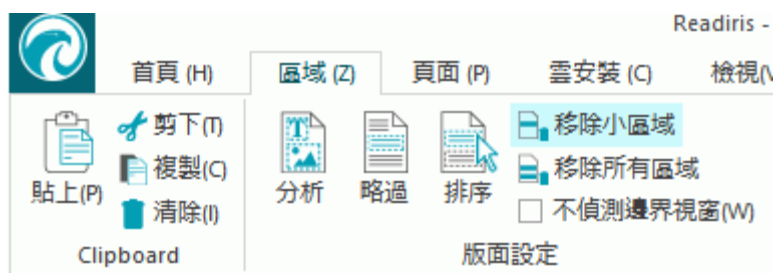 Readiris -
首頁 (H)
區域 (Z)
頁面 (P)
雲安裝 (C)
檢視(V
貼上(P)
剪下(T)
複製(C)
清除(I)
Clipboard
分析
略過
排序
移除小區域
移除所有區域
不偵測邊界視窗(W)
版面設定